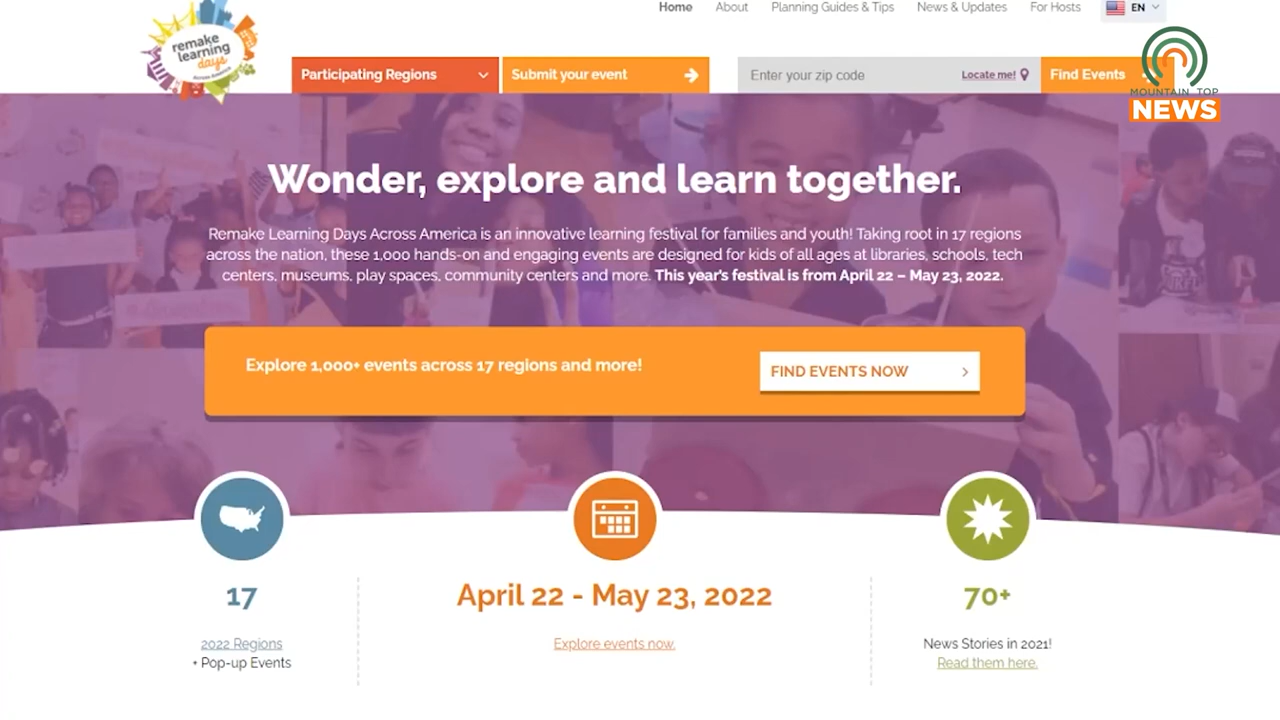 Home About Planning Guides & Tips News & Updates For Hosts EN
remake
learning
days
Participating Regions Submit your event Enter your zip code Locate me! Find Events
MOUNTAIN TOP
NEWS
Wonder, explore and learn together.
Remake Learning Days Across America is an innovative learning festival for families and youth! Taking root in 17 regions
across the nation, these 1,000 hands-on and engaging events are designed for kids of all ages at libraries, schools, tech
centers, museums, play spaces, community centers and more. This year's festival is from April 22 – May 23, 2022.
Explore 1,000+ events across 17 regions and more! FIND EVENTS NOW
17 April 22 - May 23, 2022 70+
2022 Regions Explore events now. News Stories in 2021!
+ Pop-up Events Read them here.